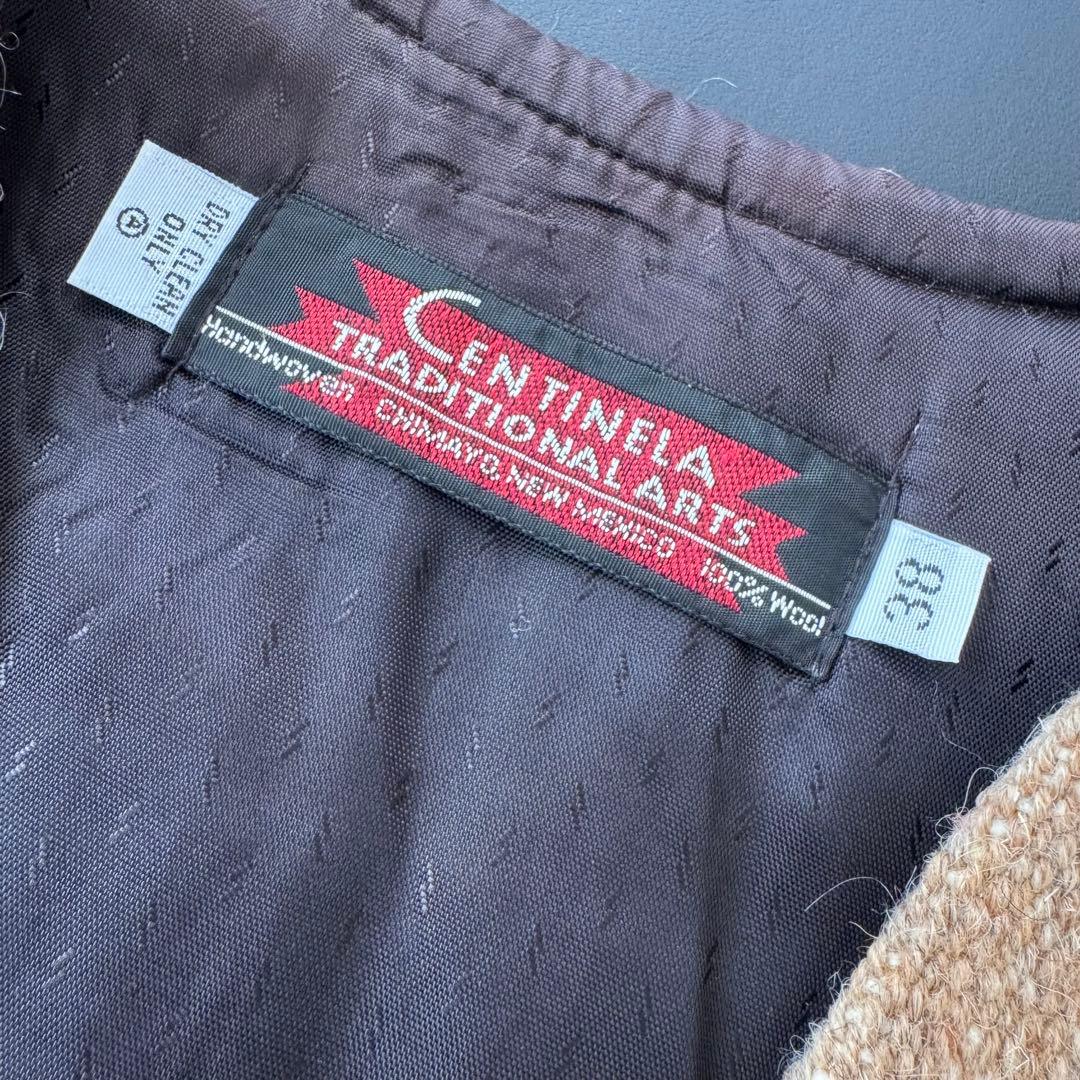 DRY CLEAN
ONLY
A
CENTINELA
TRADITIONAL ARTS
Handwoven CHIMAYO, NEW MEXICO 100% Wool
38